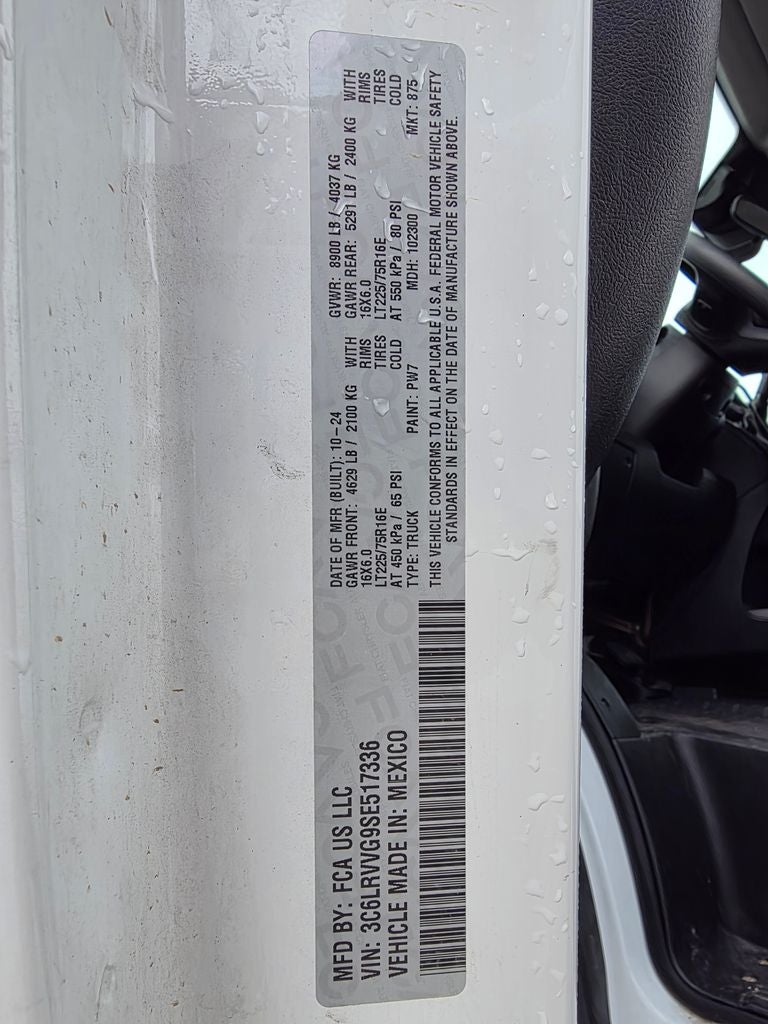 MFD BY: FCA US LLC
VIN: 3C6LRVVG9SE517336
VEHICLE MADE IN: MEXICO
DATE OF MFR (BUILT): 10-24 GVWR: 8900 LB / 4037 KG
GAWR FRONT: 4629 LB / 2100 KG WITH GAWR REAR: 5291 LB / 2400 KG WITH
16X6.0 RIMS 16X6.0 RIMS
LT225/75R16E TIRES LT225/75R16E TIRES
AT 450 kPa / 65 PSI COLD AT 550 kPa / 80 PSI COLD
TYPE: TRUCK PAINT: PW7 MDH: 102300 MKT: 875
THIS VEHICLE CONFORMS TO ALL APPLICABLE U.S.A. FEDERAL MOTOR VEHICLE SAFETY
STANDARDS IN EFFECT ON THE DATE OF MANUFACTURE SHOWN ABOVE.